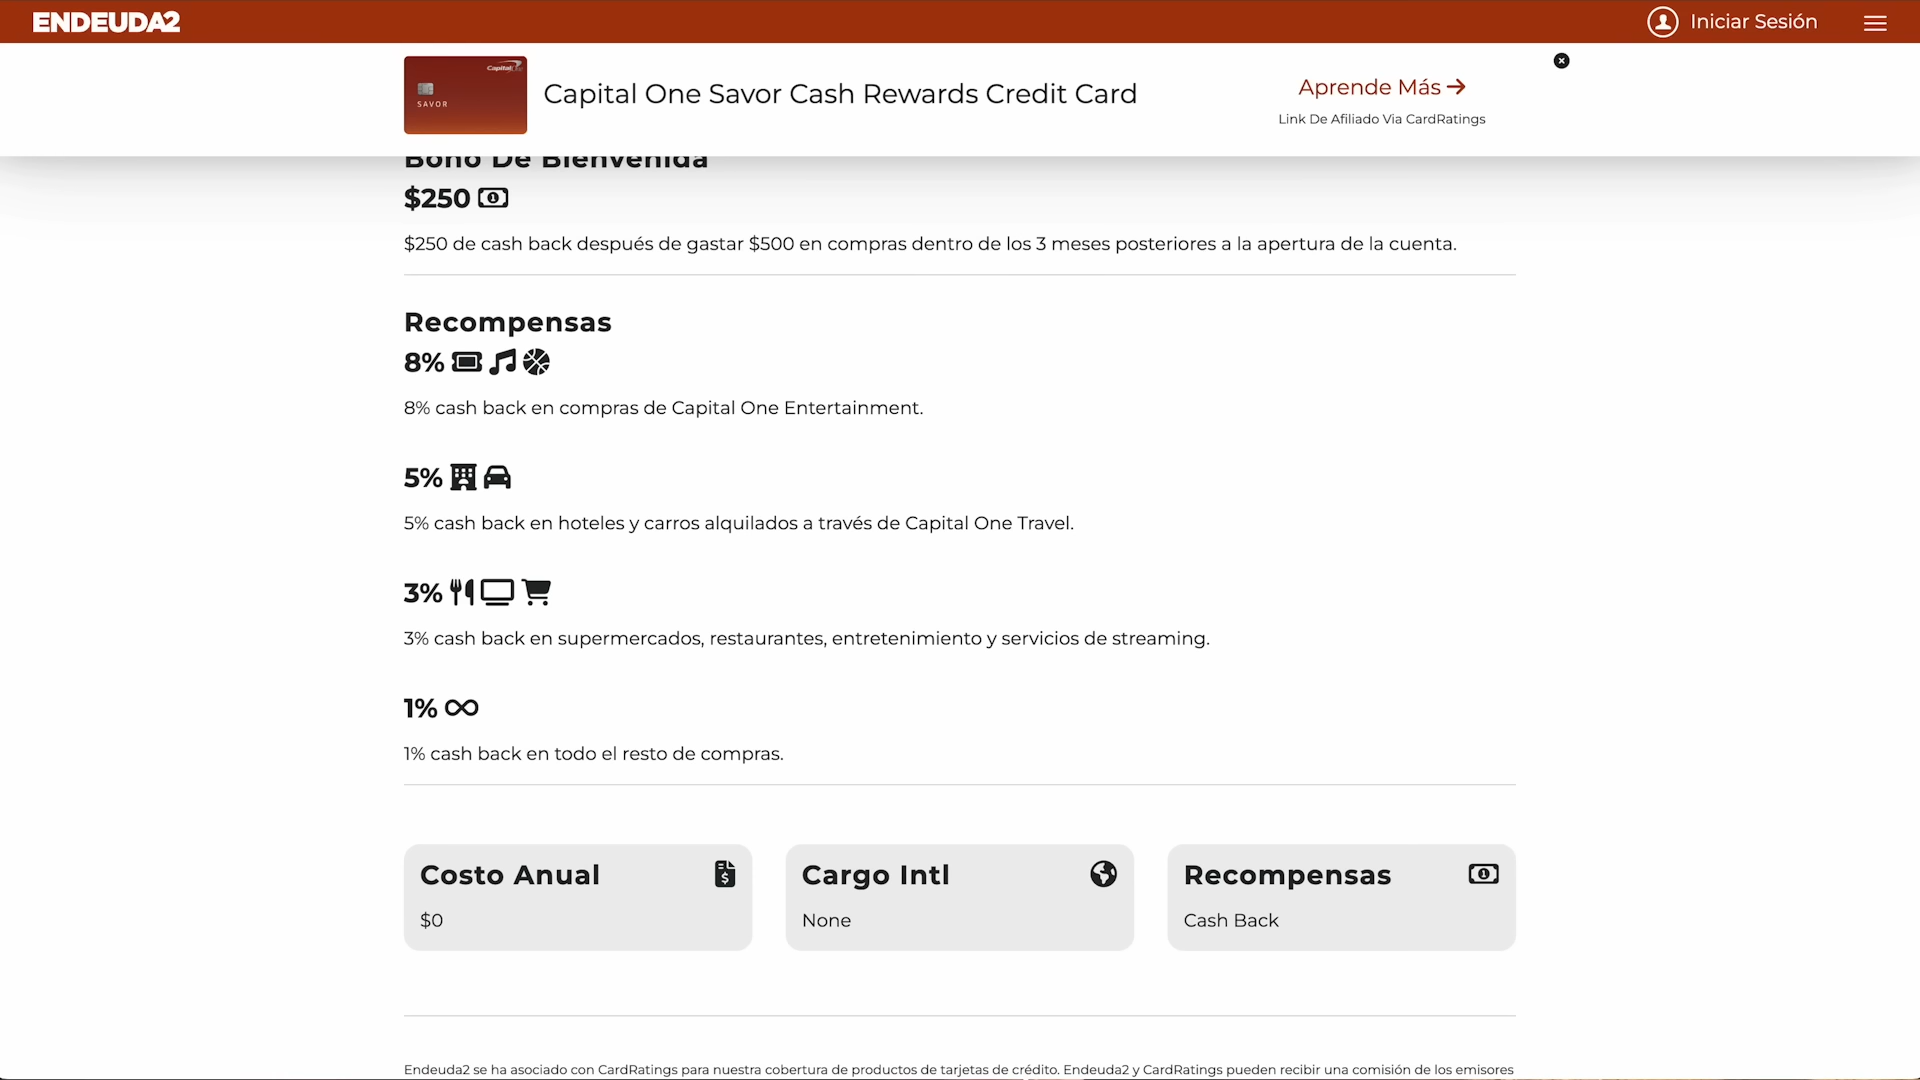 ENDEUDA2
Iniciar Sesión
Capital One
SAVOR
Capital One Savor Cash Rewards Credit Card
Aprende Más
Link De Afiliado Via CardRatings
Bono De Bienvenida
$250
$250 de cash back después de gastar $500 en compras dentro de los 3 meses posteriores a la apertura de la cuenta.
Recompensas
8%
8% cash back en compras de Capital One Entertainment.
5%
5% cash back en hoteles y carros alquilados a través de Capital One Travel.
3%
3% cash back en supermercados, restaurantes, entretenimiento y servicios de streaming.
1%
1% cash back en todo el resto de compras.
Costo Anual
$0
Cargo Intl
None
Recompensas
Cash Back
Endeuda2 se ha asociado con CardRatings para nuestra cobertura de productos de tarjetas de crédito. Endeuda2 y CardRatings pueden recibir una comisión de los emisores